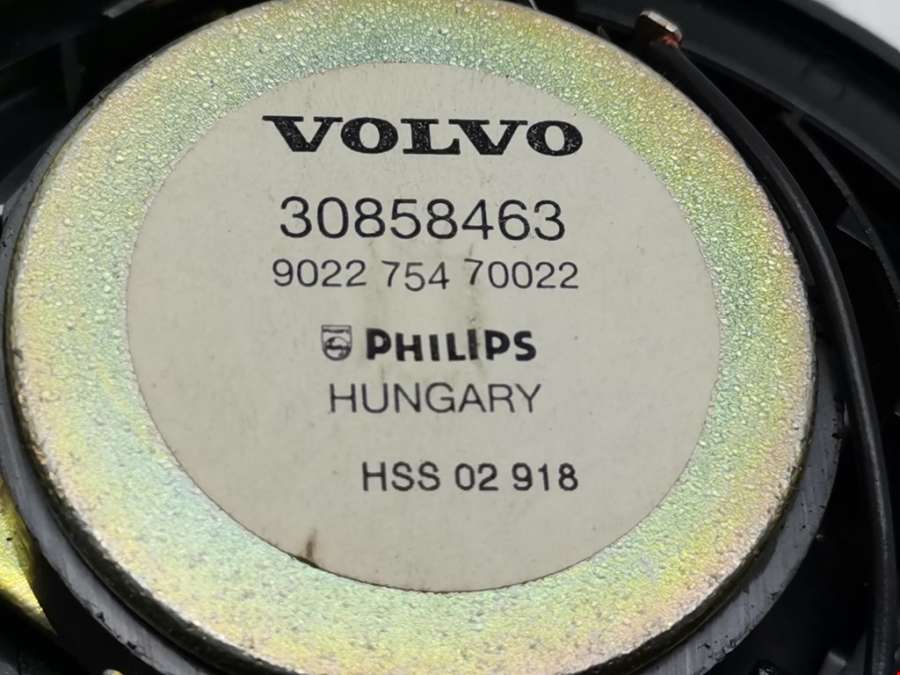 VOLVO
30858463
9022 754 70022
PHILIPS
HUNGARY
HSS 02 918